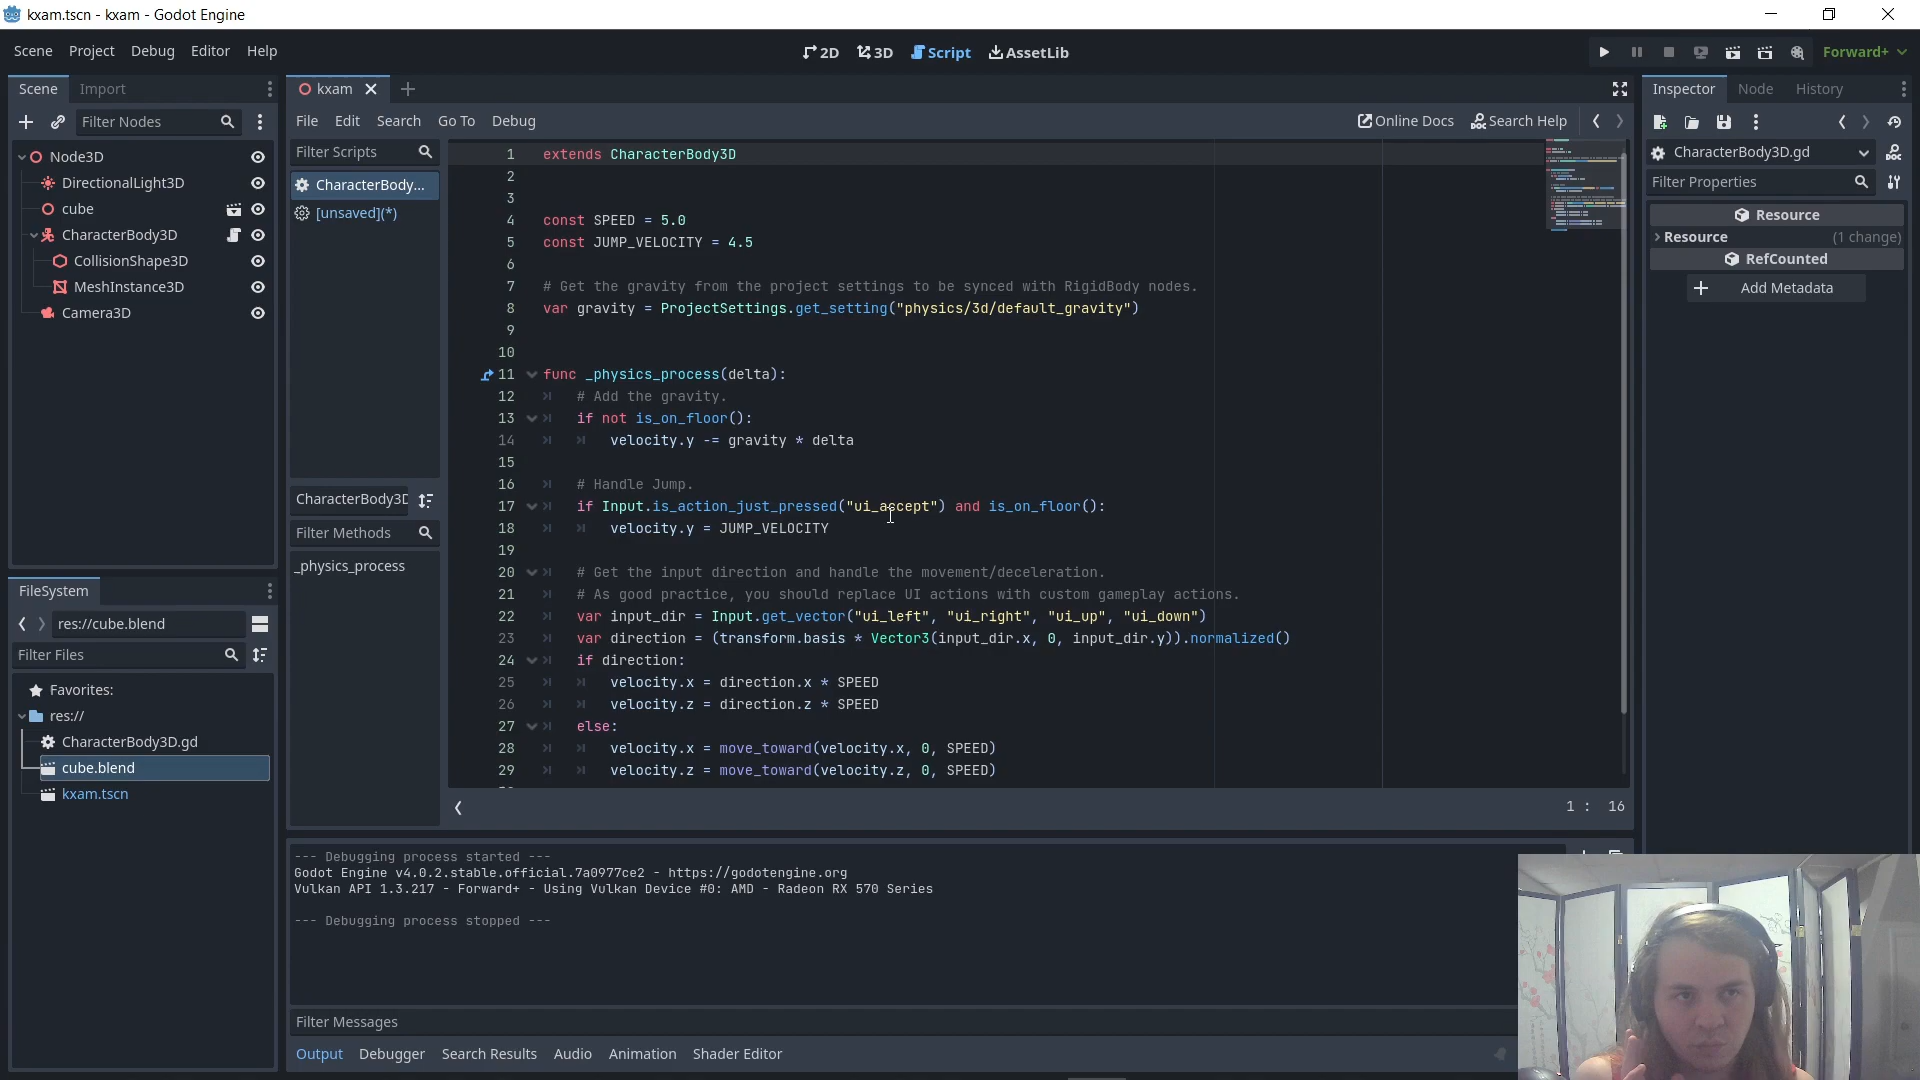 kxam.tscn - kxam - Godot Engine
Scene Project Debug Editor Help
2D 3D Script AssetLib
Forward+
Scene Import
Filter Nodes
Node3D
DirectionalLight3D
cube
CharacterBody3D
CollisionShape3D
MeshInstance3D
Camera3D
FileSystem
res://cube.blend
Filter Files
Favorites:
res://
CharacterBody3D.gd
cube.blend
kxam.tscn
kxam
File Edit Search Go To Debug
Online Docs Search Help
Filter Scripts
CharacterBody...
[unsaved](*)
CharacterBody3D
Filter Methods
_physics_process
1 extends CharacterBody3D
2
3
4 const SPEED = 5.0
5 const JUMP_VELOCITY = 4.5
6
7 # Get the gravity from the project settings to be synced with RigidBody nodes.
8 var gravity = ProjectSettings.get_setting("physics/3d/default_gravity")
9
10
11 func _physics_process(delta):
12 # Add the gravity.
13 if not is_on_floor():
14 velocity.y -= gravity * delta
15
16 # Handle Jump.
17 if Input.is_action_just_pressed("ui_accept") and is_on_floor():
18 velocity.y = JUMP_VELOCITY
19
20 # Get the input direction and handle the movement/deceleration.
21 # As good practice, you should replace UI actions with custom gameplay actions.
22 var input_dir = Input.get_vector("ui_left", "ui_right", "ui_up", "ui_down")
23 var direction = (transform.basis * Vector3(input_dir.x, 0, input_dir.y)).normalized()
24 if direction:
25 velocity.x = direction.x * SPEED
26 velocity.z = direction.z * SPEED
27 else:
28 velocity.x = move_toward(velocity.x, 0, SPEED)
29 velocity.z = move_toward(velocity.z, 0, SPEED)
1 : 16
--- Debugging process started ---
Godot Engine v4.0.2.stable.official.7a0977ce2 - https://godotengine.org
Vulkan API 1.3.217 - Forward+ - Using Vulkan Device #0: AMD - Radeon RX 570 Series
--- Debugging process stopped ---
Filter Messages
Output Debugger Search Results Audio Animation Shader Editor
Inspector Node History
CharacterBody3D.gd
Filter Properties
Resource
Resource (1 change)
RefCounted
Add Metadata